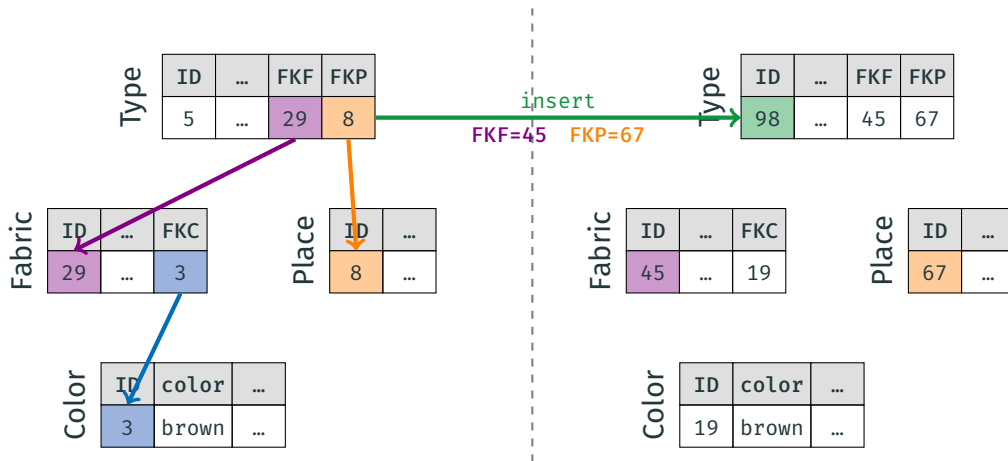 Type
ID … FKF FKP
5 … 29 8
insert
FKF=45 FKP=67
Type
ID … FKF FKP
98 … 45 67
Fabric
ID … FKC
29 … 3
Place
ID …
8 …
Fabric
ID … FKC
45 … 19
Place
ID …
67 …
Color
ID color …
3 brown …
Color
ID color …
19 brown …